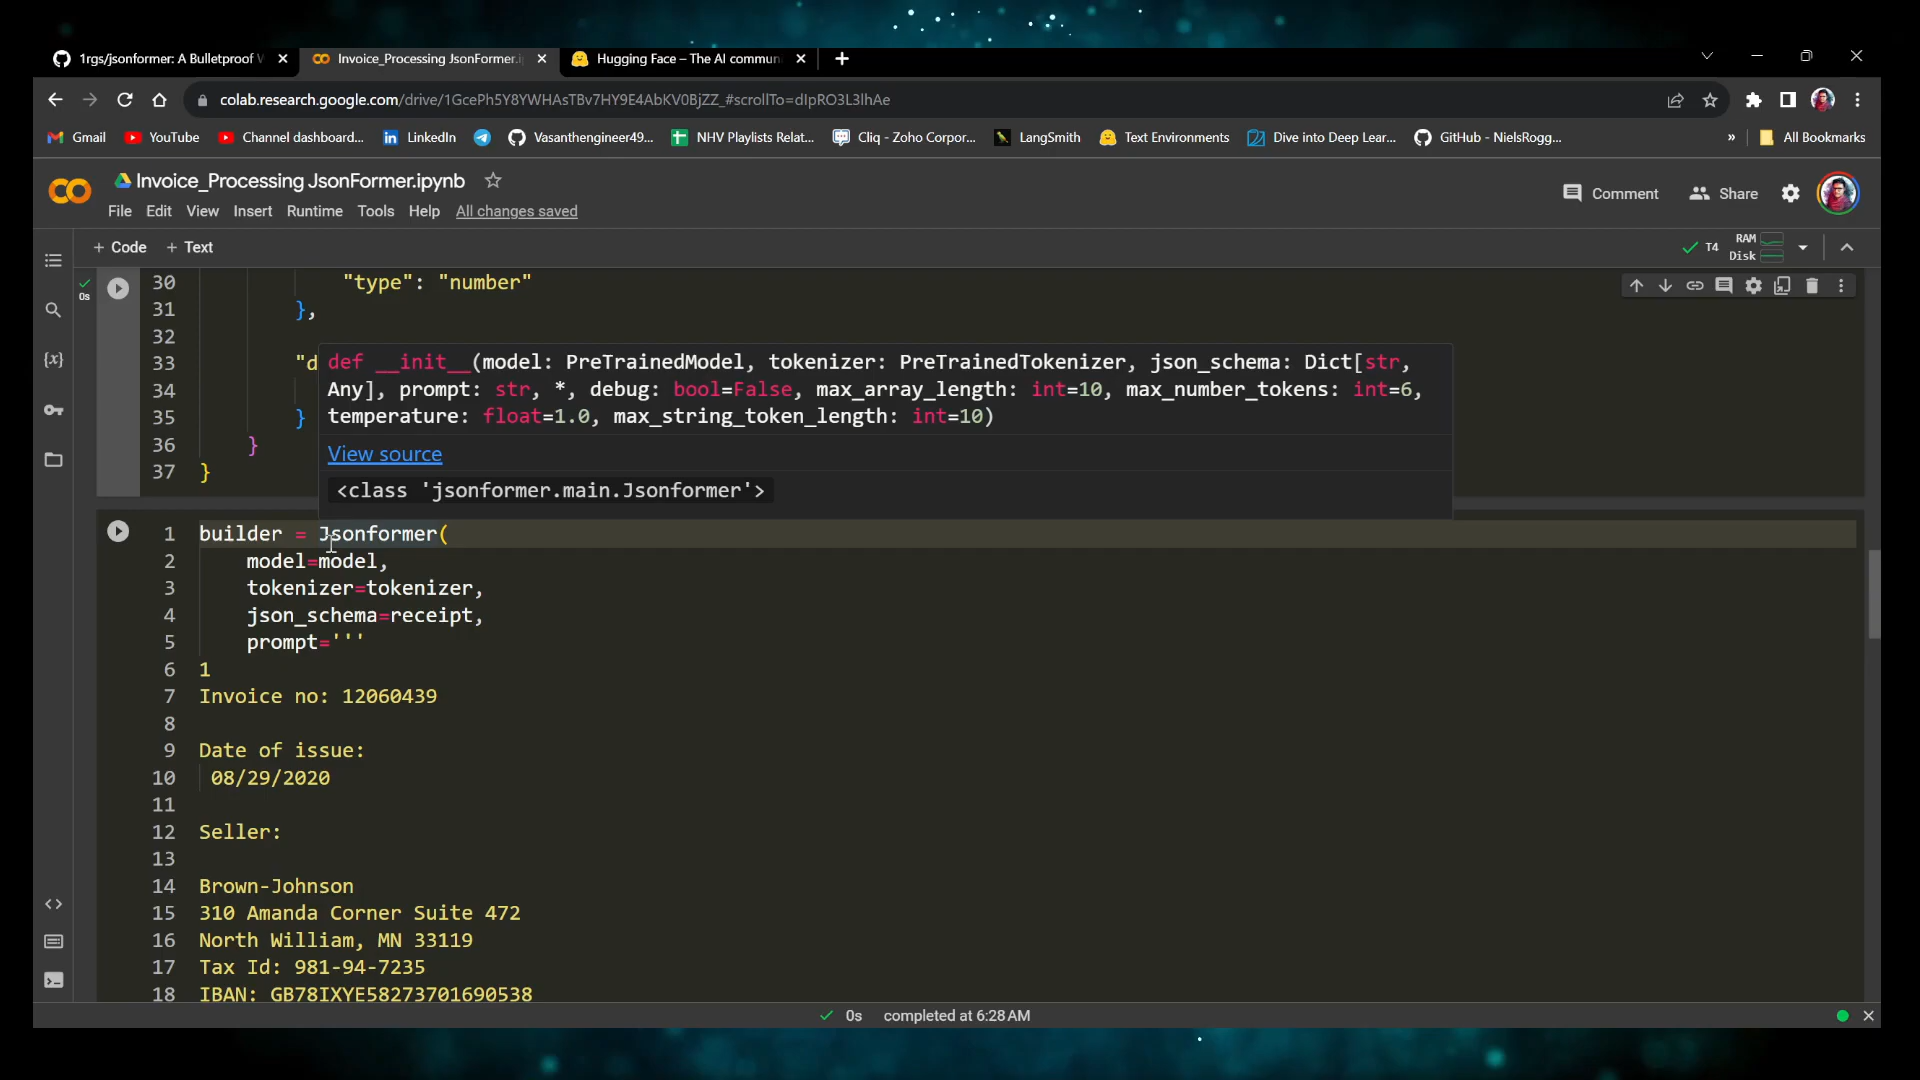 1rgs/jsonformer: A Bulletproof W
Invoice_Processing JsonFormer.i
Hugging Face – The AI commun
colab.research.google.com/drive/1GcePh5Y8YWHAsTBv7HY9E4AbKV0BjZZ_#scrollTo=dIpRO3L3lhAe
Gmail YouTube Channel dashboard... LinkedIn Vasanthengineer49... NHV Playlists Relat... Cliq - Zoho Corpor... LangSmith Text Environments Dive into Deep Lear... GitHub - NielsRogg... » All Bookmarks
Invoice_Processing JsonFormer.ipynb
Comment Share
File Edit View Insert Runtime Tools Help All changes saved
+ Code + Text
T4 RAM
Disk
0s
30 "type": "number"
31 },
32
33 "d
34
35 }
36 }
37 }
def __init__(model: PreTrainedModel, tokenizer: PreTrainedTokenizer, json_schema: Dict[str,
Any], prompt: str, *, debug: bool=False, max_array_length: int=10, max_number_tokens: int=6,
temperature: float=1.0, max_string_token_length: int=10)
View source
<class 'jsonformer.main.Jsonformer'>
1 builder = Jsonformer(
2 model=model,
3 tokenizer=tokenizer,
4 json_schema=receipt,
5 prompt='''
6 1
7 Invoice no: 12060439
8
9 Date of issue:
10 08/29/2020
11
12 Seller:
13
14 Brown-Johnson
15 310 Amanda Corner Suite 472
16 North William, MN 33119
17 Tax Id: 981-94-7235
18 IBAN: GB78IXYE58273701690538
0s completed at 6:28 AM